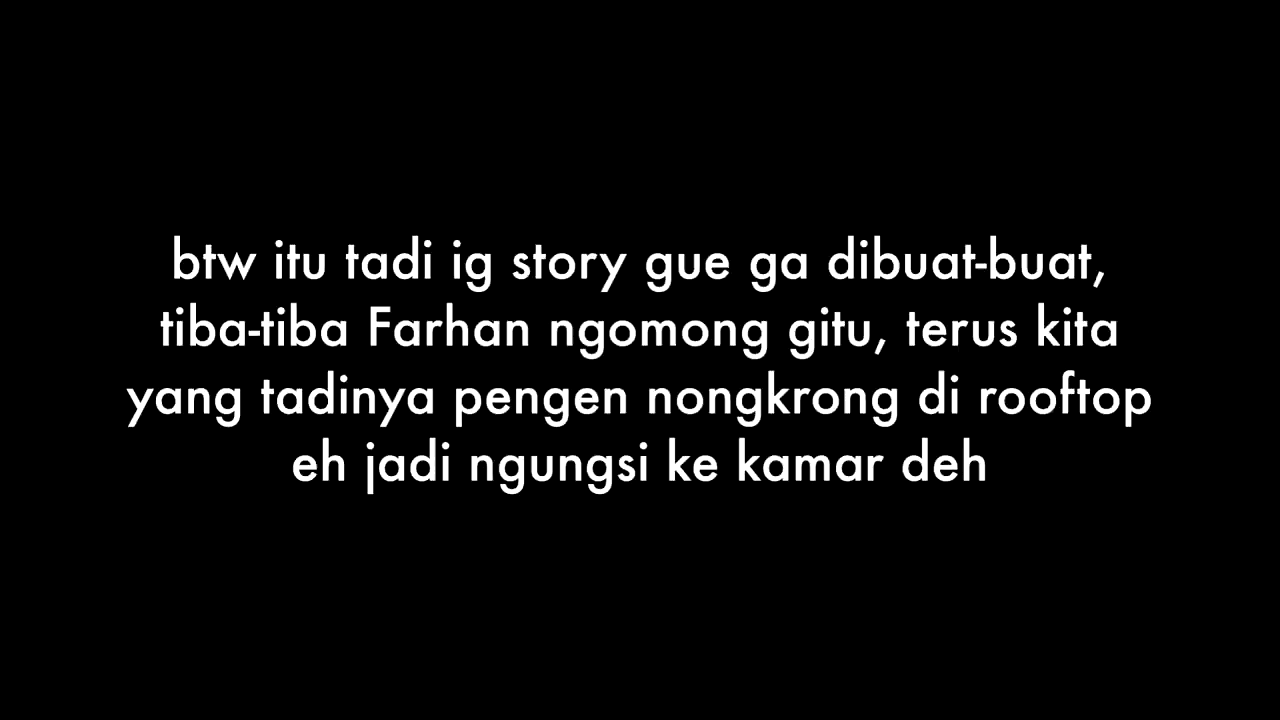 btw itu tadi ig story gue ga dibuat-buat,
tiba-tiba Farhan ngomong gitu, terus kita
yang tadinya pengen nongkrong di rooftop
eh jadi ngungsi ke kamar deh